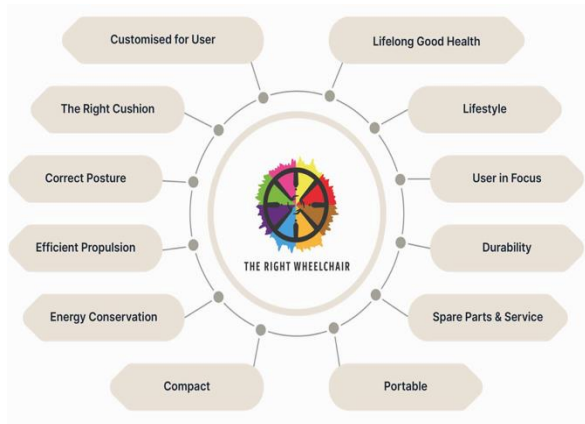 Customised for User
Lifelong Good Health
The Right Cushion
Lifestyle
Correct Posture
User in Focus
Efficient Propulsion
Durability
Energy Conservation
Spare Parts & Service
Compact
Portable
THE RIGHT WHEELCHAIR